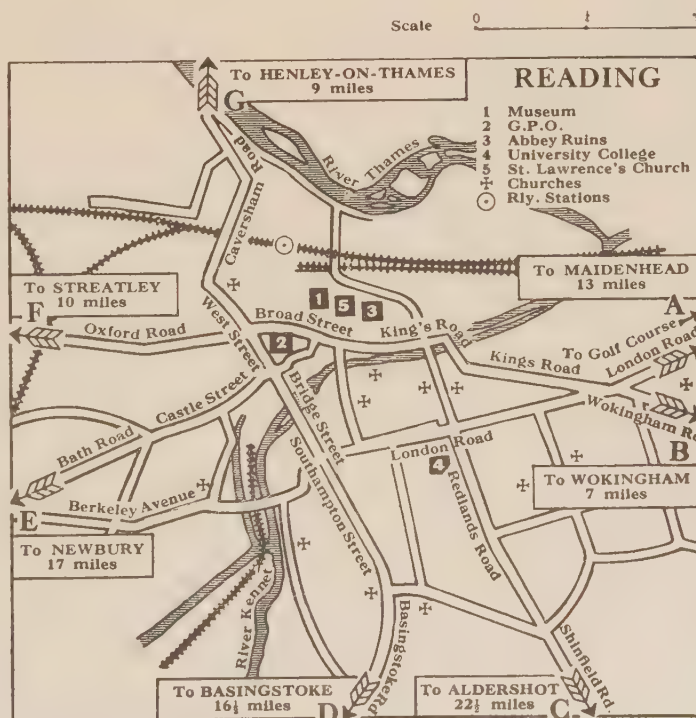 Scale
0
To HENLEY-ON-THAMES
9 miles
G
READING
1 Museum
2 G.P.O.
3 Abbey Ruins
4 University College
5 St. Lawrence's Church
Churches
Rly. Stations
River Thames
Caversham Road
To STREATLEY
10 miles
F
Oxford Road
West Street
1
5
3
Broad Street
2
King's Road
Kings Road
To MAIDENHEAD
13 miles
A
To Golf Course
London Road
Wokingham Rd
B
Castle Street
Bath Road
Bridge Street
Southampton Street
London Road
4
Redlands Road
To WOKINGHAM
7 miles
Berkeley Avenue
E
To NEWBURY
17 miles
River Kennet
Basingstoke Rd.
Shinfield Rd.
To BASINGSTOKE
16½ miles
D
To ALDERSHOT
22½ miles
C